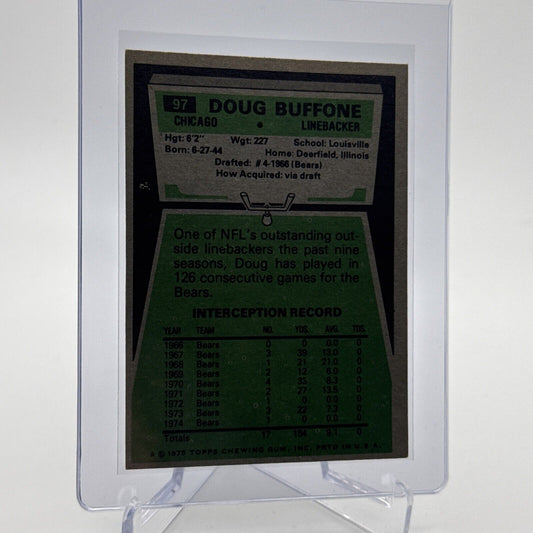 97 DOUG BUFFONE
CHICAGO • LINEBACKER
Hgt: 6'2" Wgt: 227 School: Louisville
Born: 6-27-44 Home: Deerfield, Illinois
Drafted: #4-1966 (Bears)
How Acquired: via draft
One of NFL's outstanding out-
side linebackers the past nine
seasons, Doug has played in
126 consecutive games for the
Bears.
INTERCEPTION RECORD
YEAR TEAM NO. YDS. AVG. TDS.
1966 Bears 0 0 0.0 0
1967 Bears 3 39 13.0 0
1968 Bears 1 21 21.0 0
1969 Bears 2 12 6.0 0
1970 Bears 4 33 8.3 0
1971 Bears 2 77 13.5 0
1972 Bears 1 0 0.0 0
1973 Bears 3 22 7.3 0
1974 Bears 1 0 0.0 0
Totals 17 154 9.1 0
© 1975 TOPPS CHEWING GUM, INC. PRTD IN U.S.A.